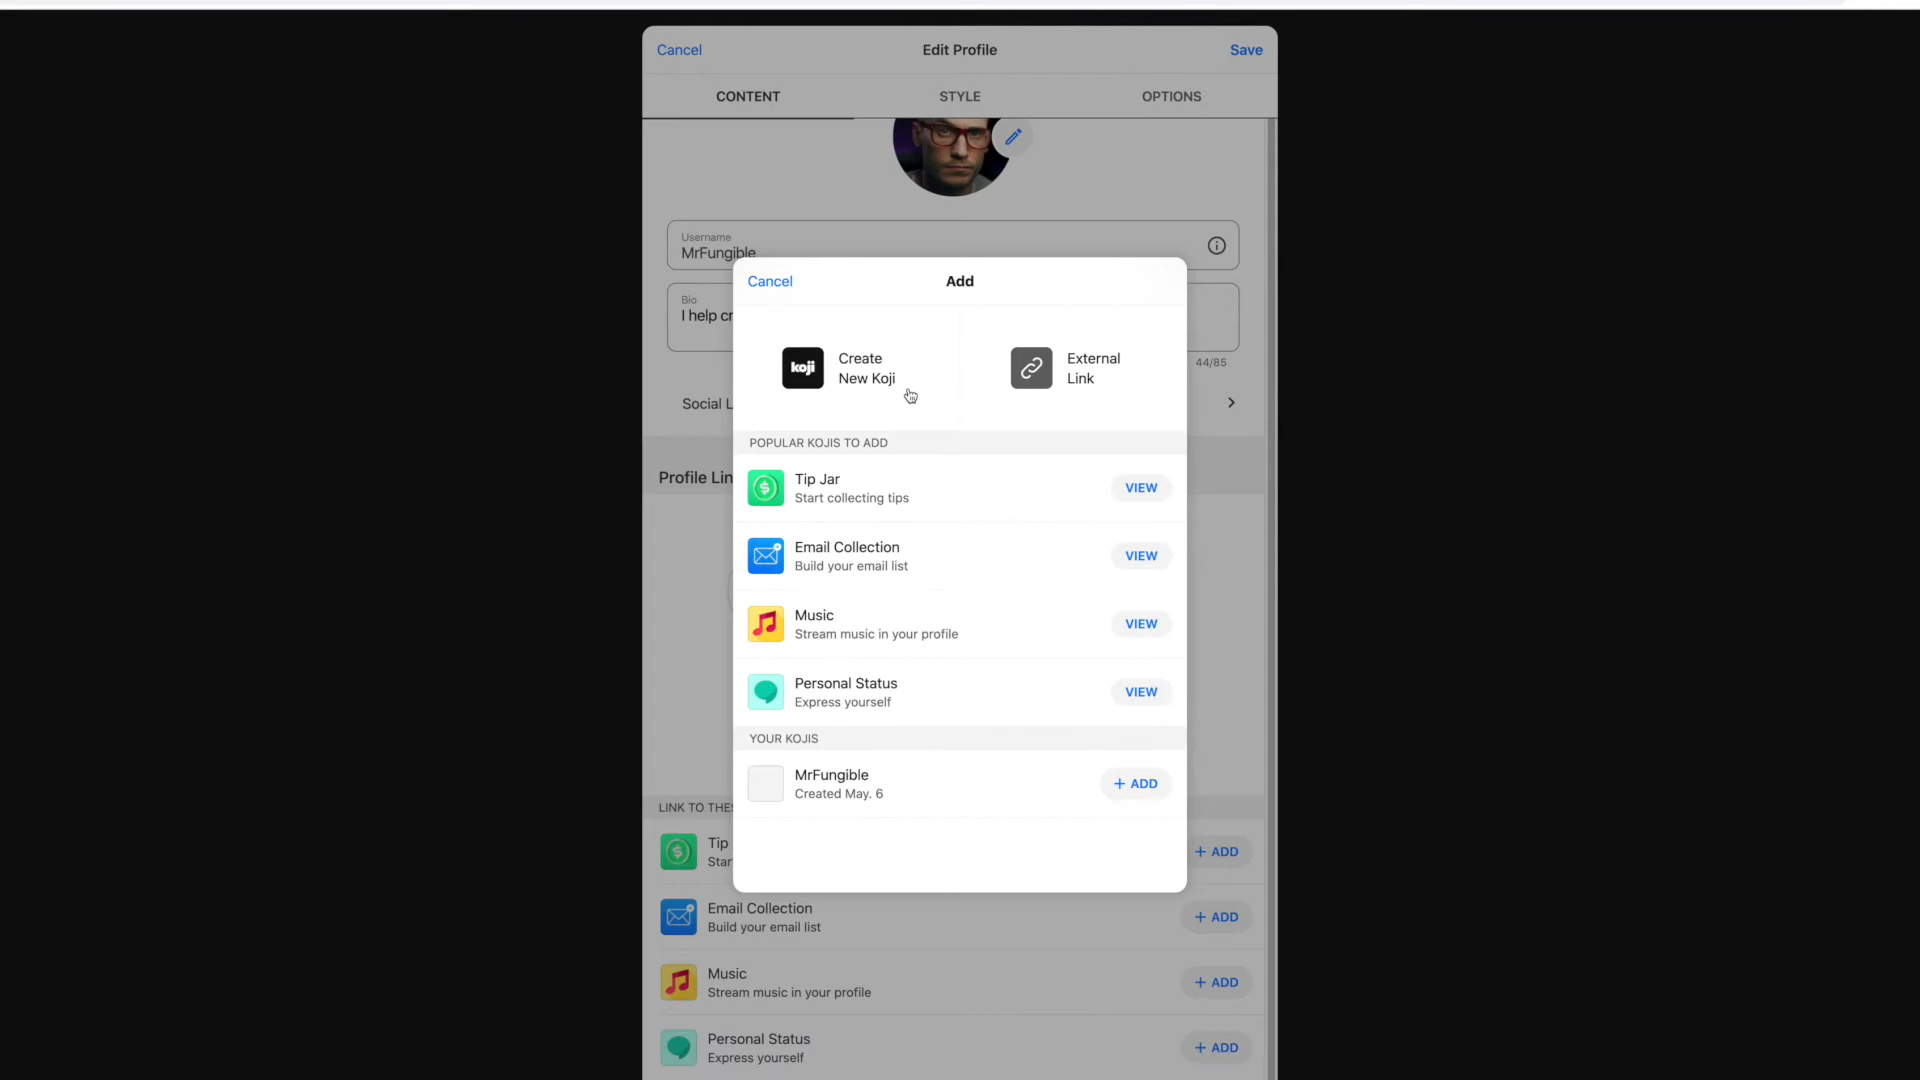 Cancel
Edit Profile
Save
CONTENT
STYLE
OPTIONS
Username
MrFungible
Bio
I help cr
44/85
Social L
Profile Lin
Cancel
Add
koji
Create
New Koji
External
Link
POPULAR KOJIS TO ADD
Tip Jar
Start collecting tips
VIEW
Email Collection
Build your email list
VIEW
Music
Stream music in your profile
VIEW
Personal Status
Express yourself
VIEW
YOUR KOJIS
MrFungible
Created May. 6
+ ADD
LINK TO THES
Tip
Star
+ ADD
Email Collection
Build your email list
+ ADD
Music
Stream music in your profile
+ ADD
Personal Status
Express yourself
+ ADD